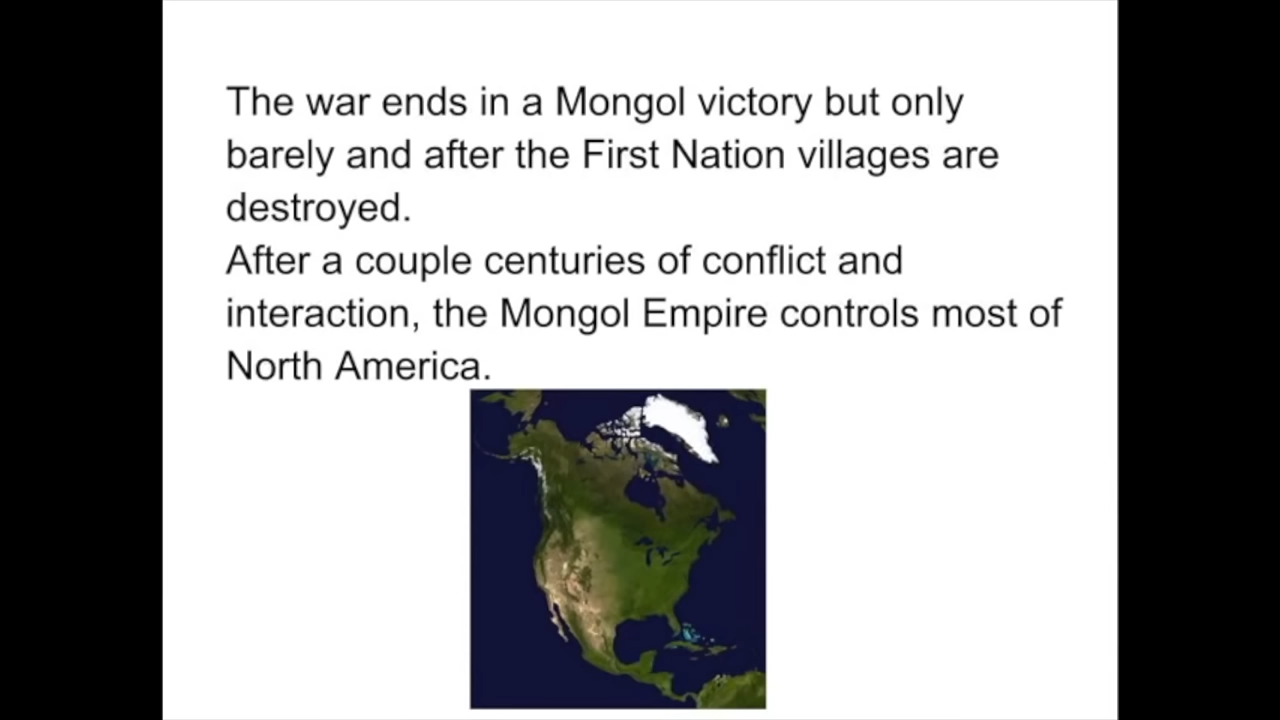 The war ends in a Mongol victory but only
barely and after the First Nation villages are
destroyed.
After a couple centuries of conflict and
interaction, the Mongol Empire controls most of
North America.